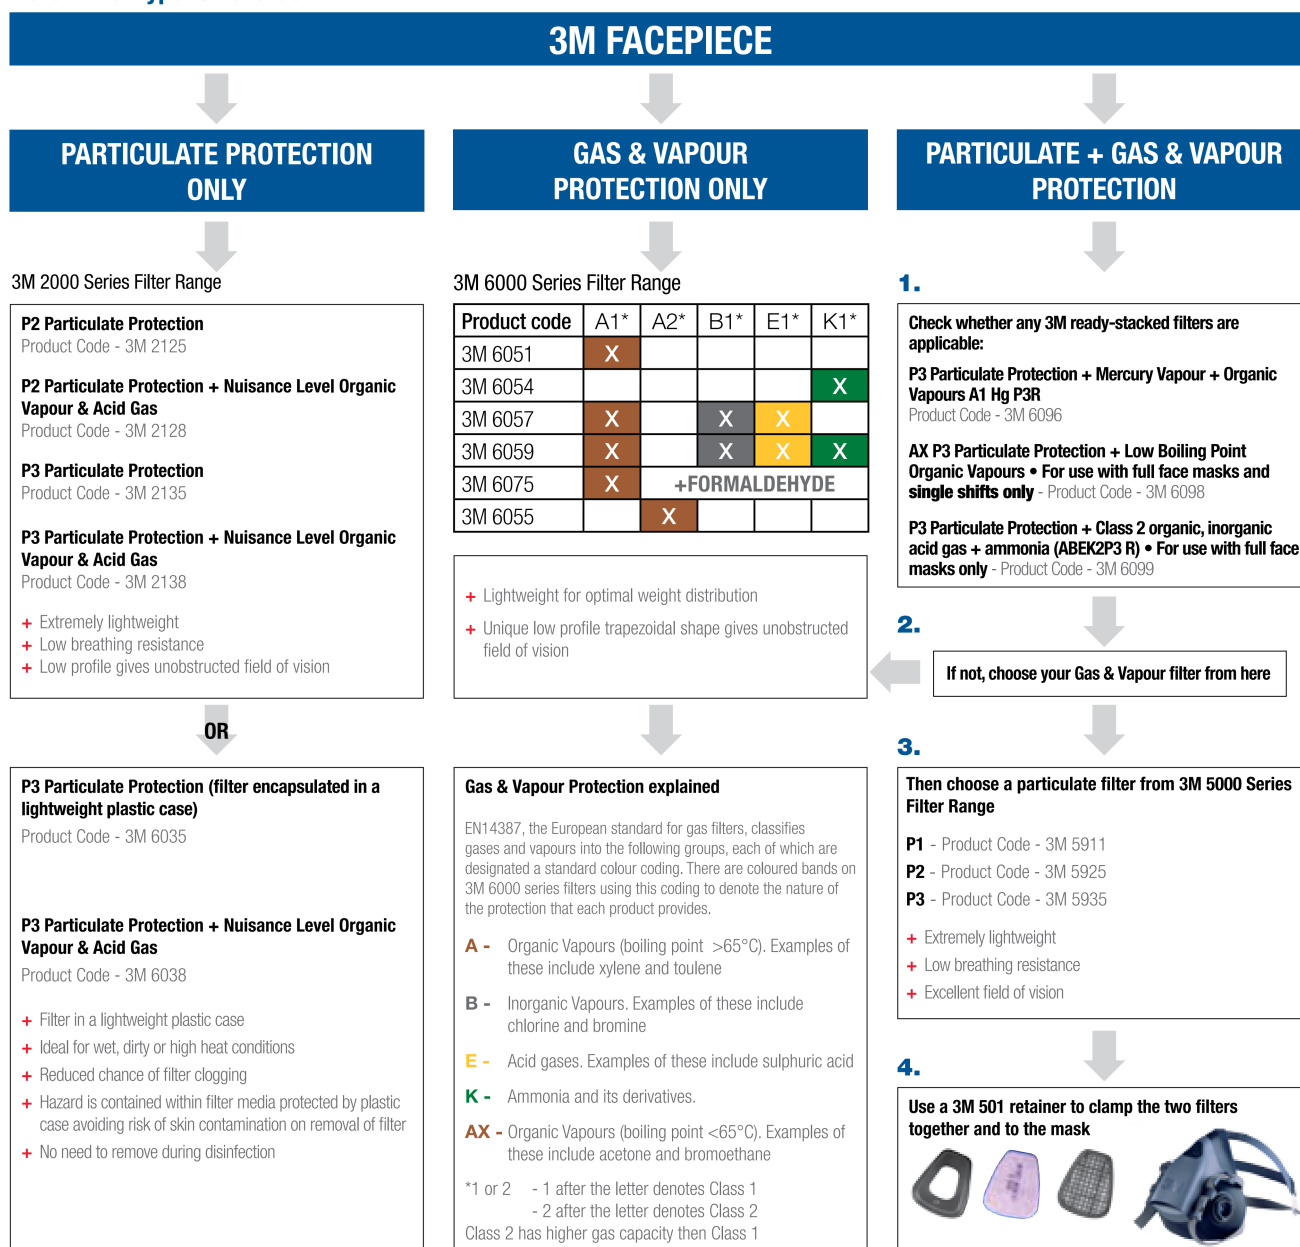 3M FACEPIECE
PARTICULATE PROTECTION
ONLY
3M 2000 Series Filter Range
P2 Particulate Protection
Product Code - 3M 2125
P2 Particulate Protection + Nuisance Level Organic
Vapour & Acid Gas
Product Code - 3M 2128
P3 Particulate Protection
Product Code - 3M 2135
P3 Particulate Protection + Nuisance Level Organic
Vapour & Acid Gas
Product Code - 3M 2138
+ Extremely lightweight
+ Low breathing resistance
+ Low profile gives unobstructed field of vision
OR
P3 Particulate Protection (filter encapsulated in a
lightweight plastic case)
Product Code - 3M 6035
P3 Particulate Protection + Nuisance Level Organic
Vapour & Acid Gas
Product Code - 3M 6038
+ Filter in a lightweight plastic case
+ Ideal for wet, dirty or high heat conditions
+ Reduced chance of filter clogging
+ Hazard is contained within filter media protected by plastic
case avoiding risk of skin contamination on removal of filter
+ No need to remove during disinfection
GAS & VAPOUR
PROTECTION ONLY
3M 6000 Series Filter Range
Product code A1* A2* B1* E1* K1*
3M 6051 X
3M 6054 X
3M 6057 X X X
3M 6059 X X X X
3M 6075 X +FORMALDEHYDE
3M 6055 X
+ Lightweight for optimal weight distribution
+ Unique low profile trapezoidal shape gives unobstructed
field of vision
Gas & Vapour Protection explained
EN14387, the European standard for gas filters, classifies
gases and vapours into the following groups, each of which are
designated a standard colour coding. There are coloured bands on
3M 6000 series filters using this coding to denote the nature of
the protection that each product provides.
A - Organic Vapours (boiling point >65°C). Examples of
these include xylene and toulene
B - Inorganic Vapours. Examples of these include
chlorine and bromine
E - Acid gases. Examples of these include sulphuric acid
K - Ammonia and its derivatives.
AX - Organic Vapours (boiling point <65°C). Examples of
these include acetone and bromoethane
*1 or 2 - 1 after the letter denotes Class 1
- 2 after the letter denotes Class 2
Class 2 has higher gas capacity then Class 1
PARTICULATE + GAS & VAPOUR
PROTECTION
1.
Check whether any 3M ready-stacked filters are
applicable:
P3 Particulate Protection + Mercury Vapour + Organic
Vapours A1 Hg P3R
Product Code - 3M 6096
AX P3 Particulate Protection + Low Boiling Point
Organic Vapours • For use with full face masks and
single shifts only - Product Code - 3M 6098
P3 Particulate Protection + Class 2 organic, inorganic
acid gas + ammonia (ABEK2P3 R) • For use with full face
masks only - Product Code - 3M 6099
2.
If not, choose your Gas & Vapour filter from here
3.
Then choose a particulate filter from 3M 5000 Series
Filter Range
P1 - Product Code - 3M 5911
P2 - Product Code - 3M 5925
P3 - Product Code - 3M 5935
+ Extremely lightweight
+ Low breathing resistance
+ Excellent field of vision
4.
Use a 3M 501 retainer to clamp the two filters
together and to the mask